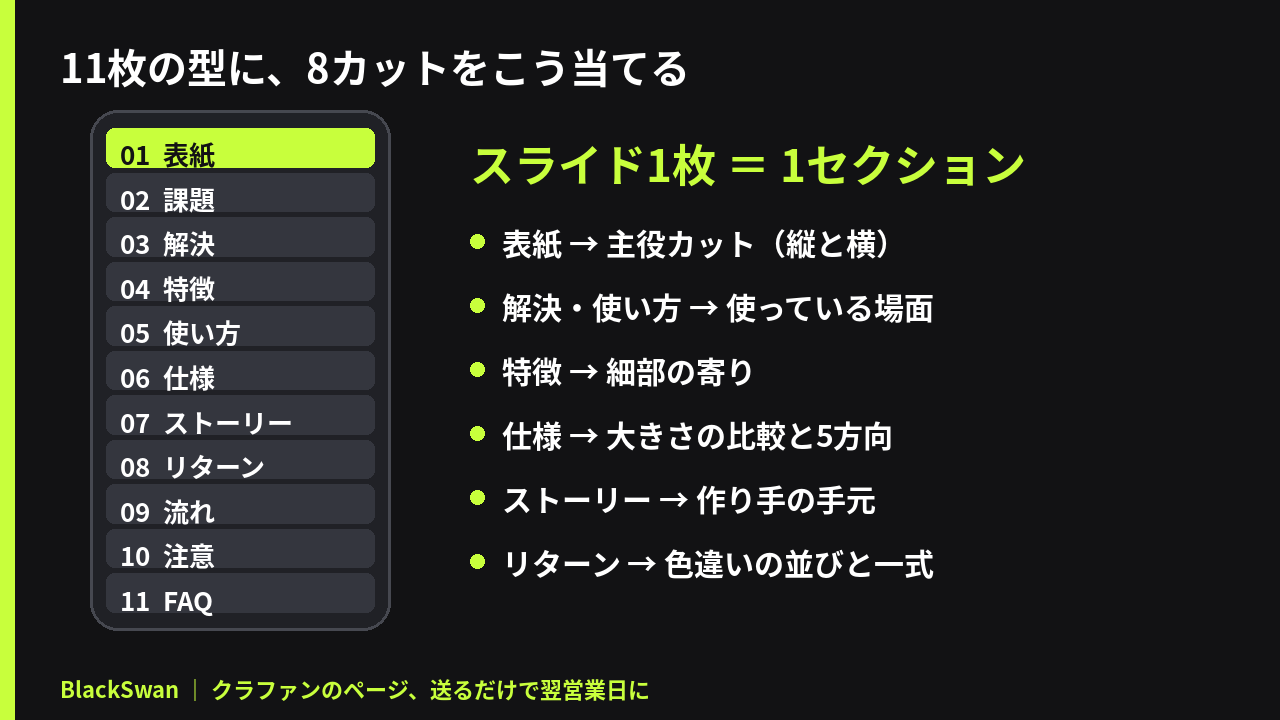 11枚の型に、8カットをこう当てる
01 表紙
02 課題
03 解決
04 特徴
05 使い方
06 仕様
07 ストーリー
08 リターン
09 流れ
10 注意
11 FAQ
スライド1枚 ＝ 1セクション
表紙 → 主役カット（縦と横）
解決・使い方 → 使っている場面
特徴 → 細部の寄り
仕様 → 大きさの比較と5方向
ストーリー → 作り手の手元
リターン → 色違いの並びと一式
BlackSwan｜クラファンのページ、送るだけで翌営業日に